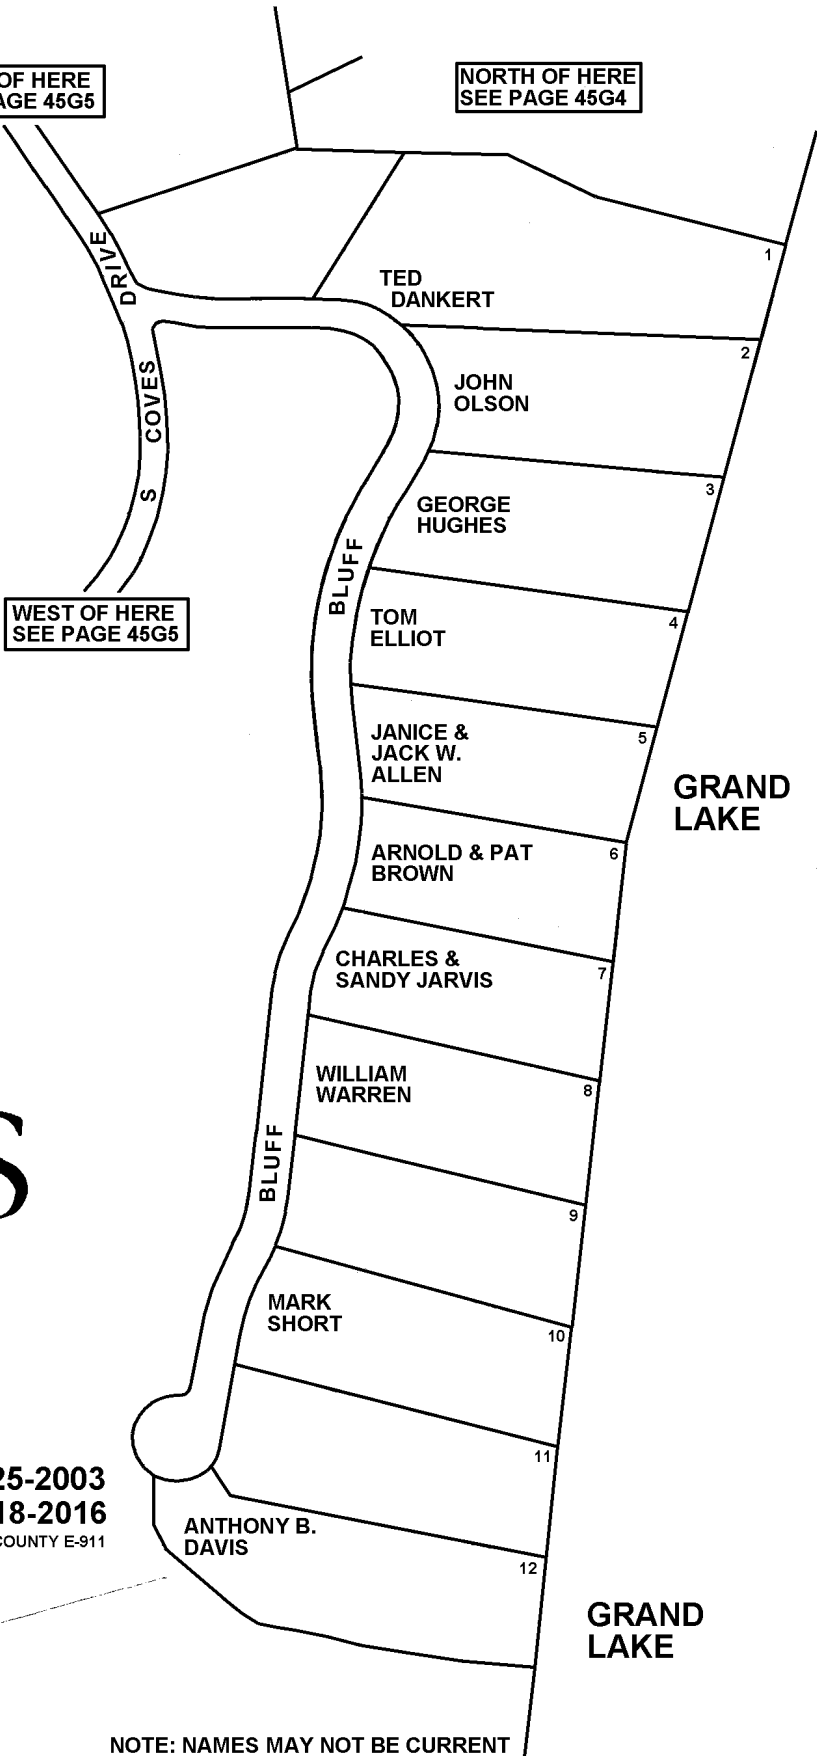 OF HERE
AGE 45G5
NORTH OF HERE
SEE PAGE 45G4
1
DRIVE
TED
DANKERT
2
JOHN
OLSON
S COVES
3
GEORGE
HUGHES
BLUFF
WEST OF HERE
SEE PAGE 45G5
4
TOM
ELLIOT
5
JANICE &
JACK W.
ALLEN
GRAND
LAKE
6
ARNOLD & PAT
BROWN
7
CHARLES &
SANDY JARVIS
8
WILLIAM
WARREN
S
BLUFF
9
10
MARK
SHORT
11
25-2003
18-2016
COUNTY E-911
ANTHONY B.
DAVIS
12
GRAND
LAKE
NOTE: NAMES MAY NOT BE CURRENT